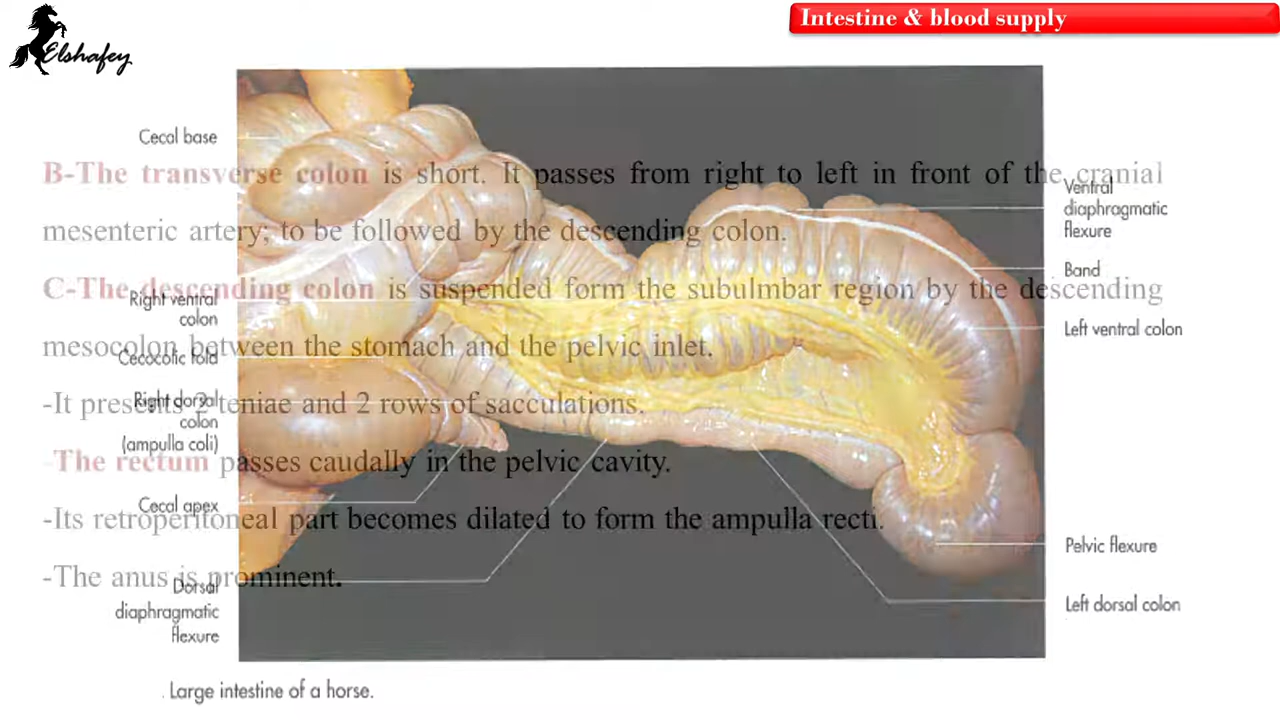 Elshafey
Intestine & blood supply
B-The transverse colon is short. It passes from right to left in front of the cranial
mesenteric artery; to be followed by the descending colon.
C-The descending colon is suspended form the subulmbar region by the descending
mesocolon between the stomach and the pelvic inlet.
-It presents 2 teniae and 2 rows of sacculations.
-The rectum passes caudally in the pelvic cavity.
-Its retroperitoneal part becomes dilated to form the ampulla recti.
-The anus is prominent.
Cecal base
Right ventral
colon
Cecocolic fold
Right dorsal
colon
(ampulla coli)
Cecal apex
Dorsal
diaphragmatic
flexure
Ventral
diaphragmatic
flexure
Band
Left ventral colon
Pelvic flexure
Left dorsal colon
Large intestine of a horse.